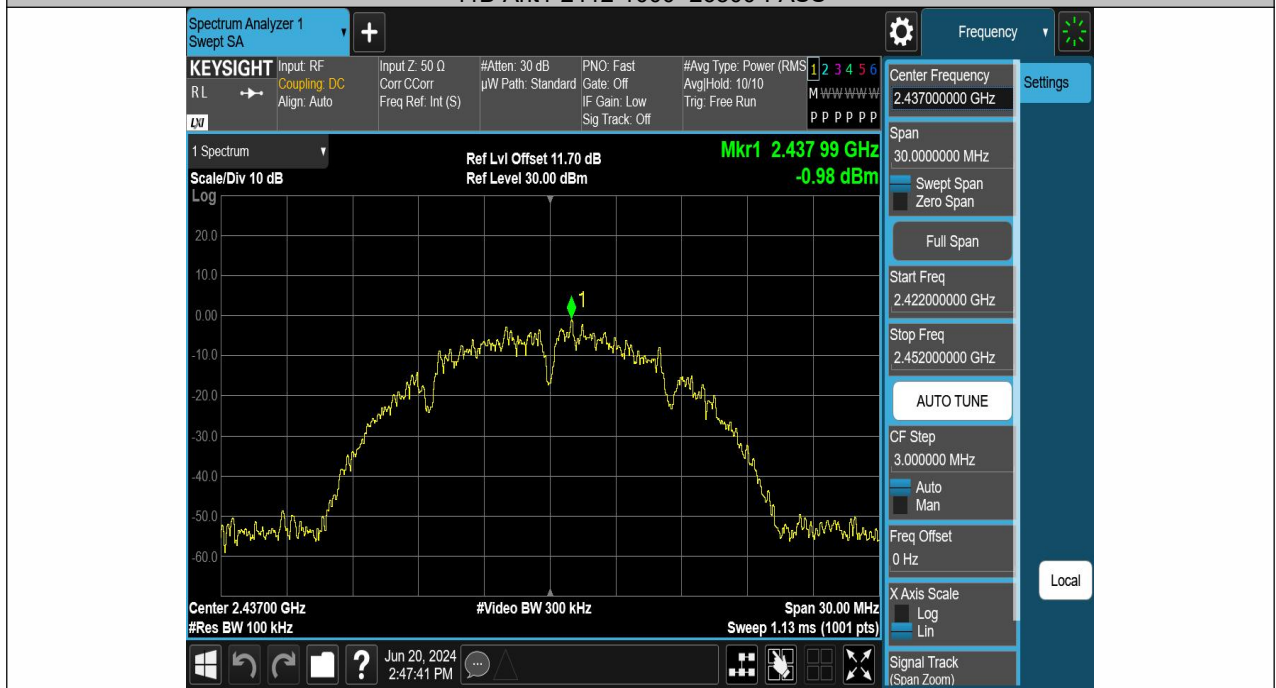 Spectrum Analyzer 1
Swept SA
Frequency
KEYSIGHT
RL
LXI
Input: RF
Coupling: DC
Align: Auto
Input Z: 50 Ω
Corr CCorr
Freq Ref: Int (S)
#Atten: 30 dB
µW Path: Standard
PNO: Fast
Gate: Off
IF Gain: Low
Sig Track: Off
#Avg Type: Power (RMS
Avg|Hold: 10/10
Trig: Free Run
1 2 3 4 5 6
M W W W W W
P P P P P P
1 Spectrum
Scale/Div 10 dB
Log
Ref Lvl Offset 11.70 dB
Ref Level 30.00 dBm
Mkr1 2.437 99 GHz
-0.98 dBm
20.0
10.0
0.00
-10.0
-20.0
-30.0
-40.0
-50.0
-60.0
1
Center 2.43700 GHz
#Res BW 100 kHz
#Video BW 300 kHz
Span 30.00 MHz
Sweep 1.13 ms (1001 pts)
Center Frequency
2.437000000 GHz
Settings
Span
30.0000000 MHz
Swept Span
Zero Span
Full Span
Start Freq
2.422000000 GHz
Stop Freq
2.452000000 GHz
AUTO TUNE
CF Step
3.000000 MHz
Auto
Man
Freq Offset
0 Hz
Local
X Axis Scale
Log
Lin
Signal Track
(Span Zoom)
?
Jun 20, 2024
2:47:41 PM